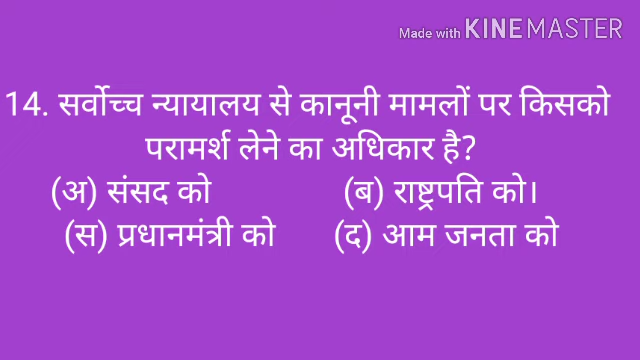 Made with KINEMASTER
14. सर्वोच्च न्यायालय से कानूनी मामलों पर किसको
परामर्श लेने का अधिकार है?
(अ) संसद को (ब) राष्ट्रपति को।
(स) प्रधानमंत्री को (द) आम जनता को